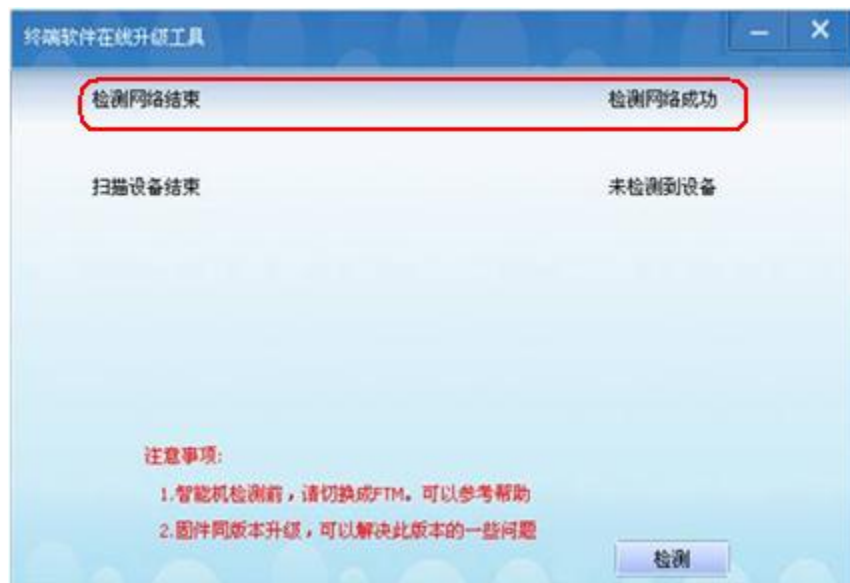 终端软件在线升级工具
检测网络结束 检测网络成功
扫描设备结束 未检测到设备
注意事项:
1.智能机检测前，请切换成FTM。可以参考帮助
2.固件同版本升级，可以解决此版本的一些问题
检测